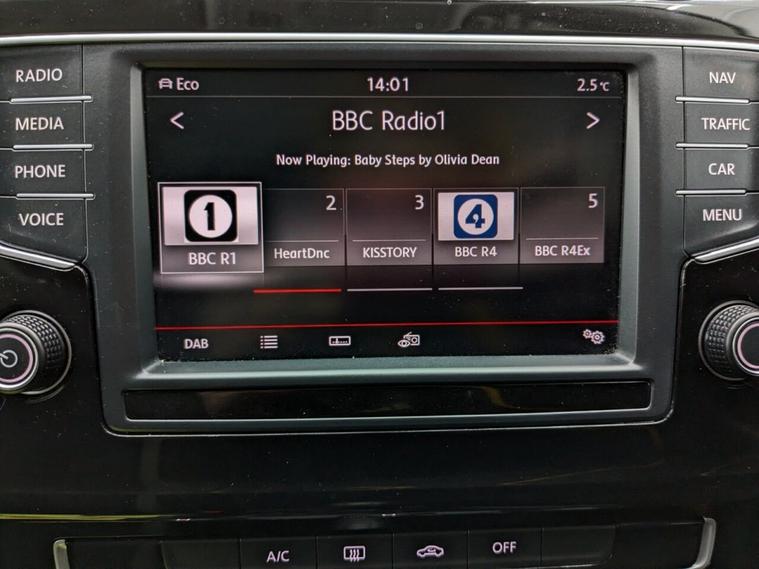 RADIO
MEDIA
PHONE
VOICE
Eco 14:01 2.5°C
< BBC Radio1 >
Now Playing: Baby Steps by Olivia Dean
1 2 3 4 5
BBC R1 HeartDnc KISSTORY BBC R4 BBC R4Ex
DAB
NAV
TRAFFIC
CAR
MENU
A/C OFF